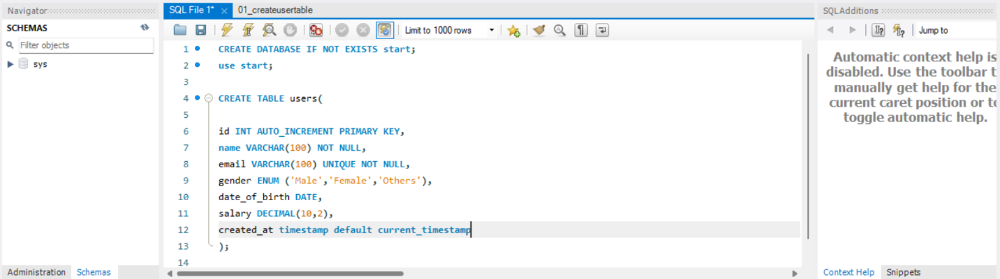 Navigator
SCHEMAS
Filter objects
sys
Administration Schemas
SQL File 1* × 01_createusertable
Limit to 1000 rows
1 CREATE DATABASE IF NOT EXISTS start;
2 use start;
3
4 CREATE TABLE users(
5
6 id INT AUTO_INCREMENT PRIMARY KEY,
7 name VARCHAR(100) NOT NULL,
8 email VARCHAR(100) UNIQUE NOT NULL,
9 gender ENUM ('Male','Female','Others'),
10 date_of_birth DATE,
11 salary DECIMAL(10,2),
12 created_at timestamp default current_timestamp
13 );
14
SQLAdditions
Jump to
Automatic context help is
disabled. Use the toolbar t
manually get help for the
current caret position or to
toggle automatic help.
Context Help Snippets